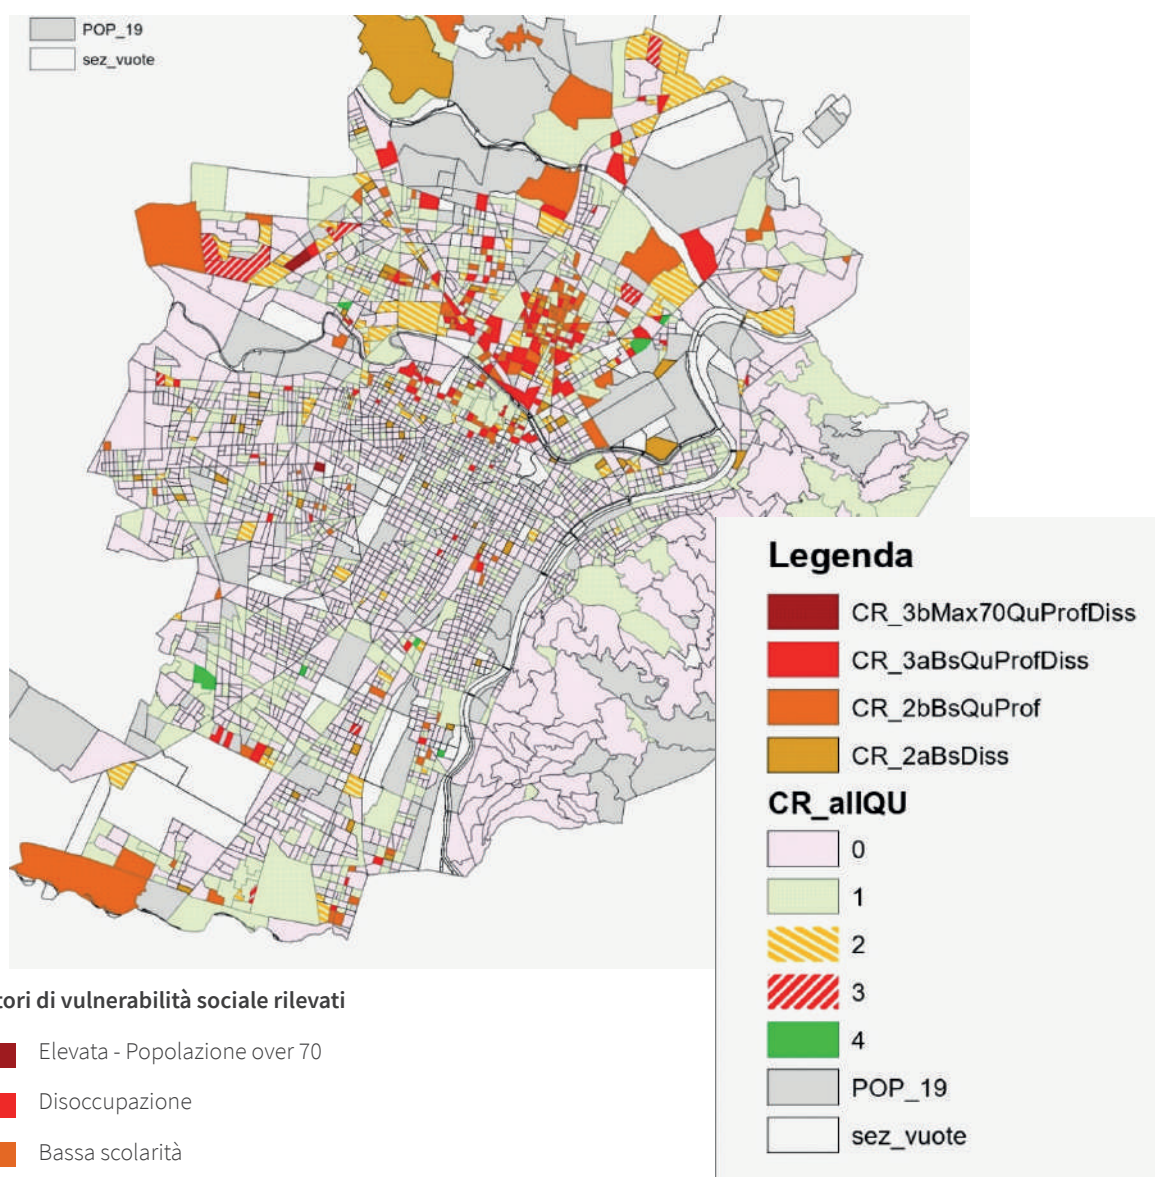 POP_19
sez_vuote
Legenda
CR_3bMax70QuProfDiss
CR_3aBsQuProfDiss
CR_2bBsQuProf
CR_2aBsDiss
CR_allQU
0
1
2
3
4
POP_19
sez_vuote
tori di vulnerabilità sociale rilevati
Elevata - Popolazione over 70
Disoccupazione
Bassa scolarità